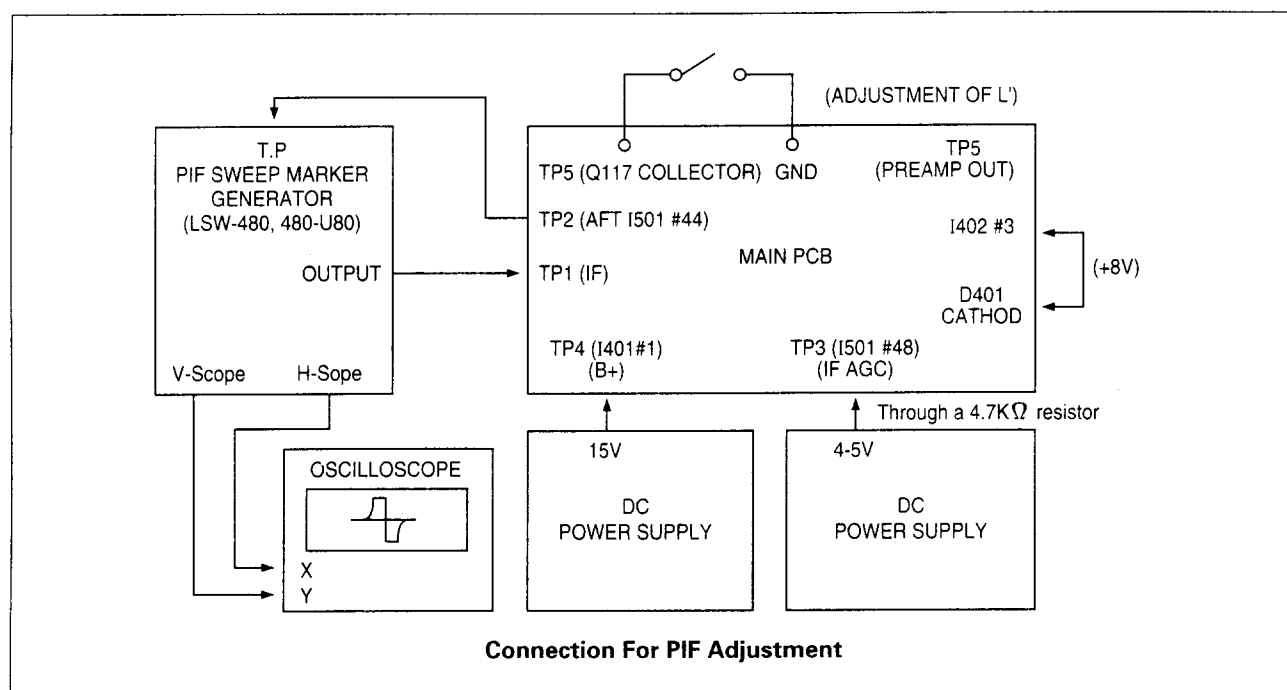 (ADJUSTMENT OF L')
T.P
PIF SWEEP MARKER
GENERATOR
(LSW-480, 480-U80)
OUTPUT
V-Scope
H-Sope
TP5 (Q117 COLLECTOR)
GND
TP5
(PREAMP OUT)
TP2 (AFT I501 #44)
I402 #3
MAIN PCB
TP1 (IF)
(+8V)
D401
CATHOD
TP4 (I401#1)
(B+)
TP3 (I501 #48)
(IF AGC)
Through a 4.7KΩ resistor
OSCILLOSCOPE
X
Y
15V
DC
POWER SUPPLY
4-5V
DC
POWER SUPPLY
Connection For PIF Adjustment